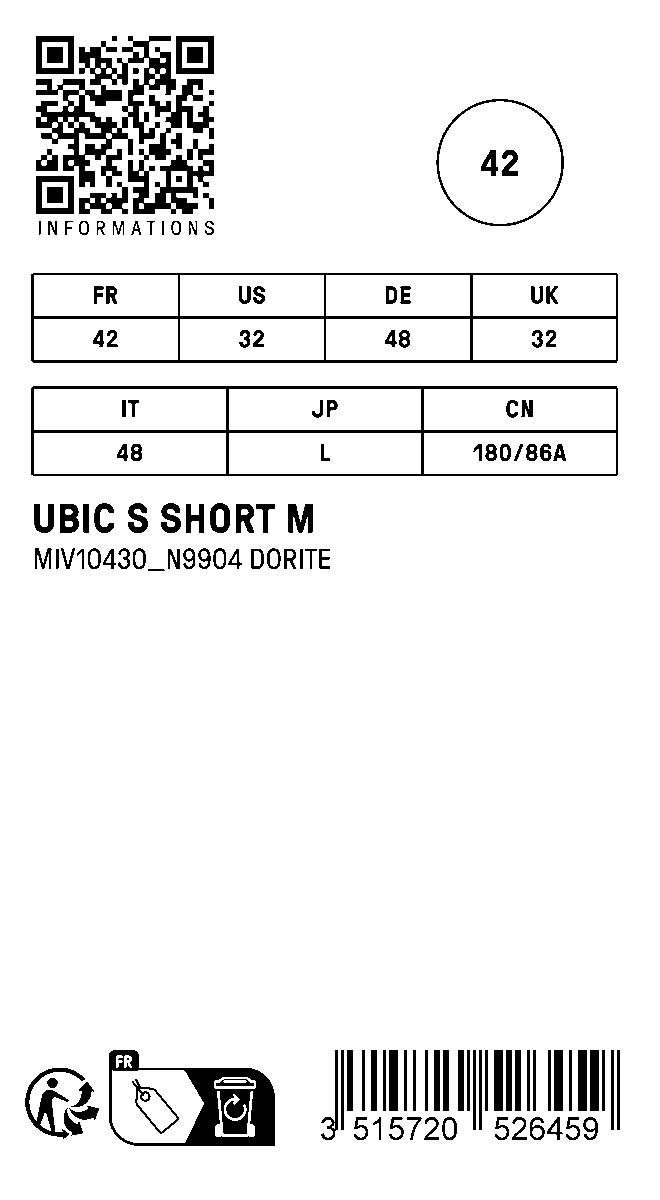 INFORMATIONS
42
FR US DE UK
42 32 48 32
IT JP CN
48 L 180/86A
UBIC S SHORT M
MIV10430_N9904 DORITE
FR
3 515720 526459